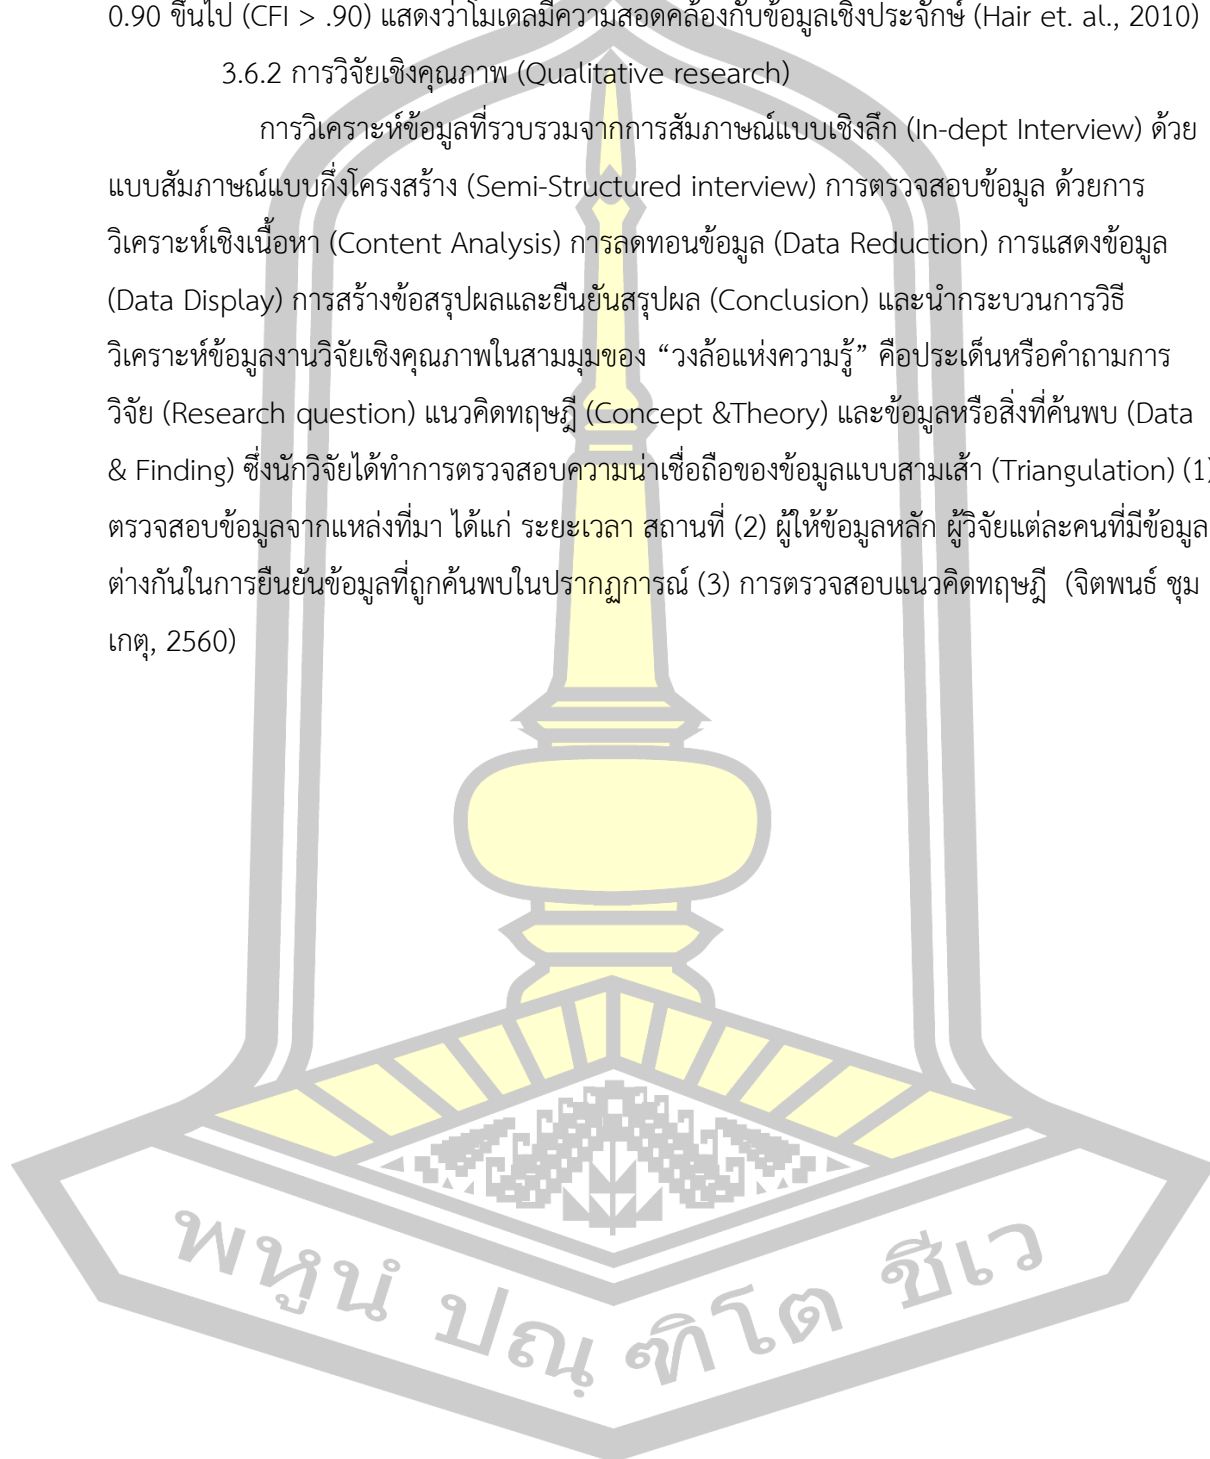 0.90 ขึ้นไป (CFI > .90) แสดงว่าโมเดลมีความสอดคล้องกับข้อมูลเชิงประจักษ์ (Hair et. al., 2010)
3.6.2 การวิจัยเชิงคุณภาพ (Qualitative research)
การวิเคราะห์ข้อมูลที่รวบรวมจากการสัมภาษณ์แบบเชิงลึก (In-dept Interview) ด้วย
แบบสัมภาษณ์แบบกึ่งโครงสร้าง (Semi-Structured interview) การตรวจสอบข้อมูล ด้วยการ
วิเคราะห์เชิงเนื้อหา (Content Analysis) การลดทอนข้อมูล (Data Reduction) การแสดงข้อมูล
(Data Display) การสร้างข้อสรุปผลและยืนยันสรุปผล (Conclusion) และนำกระบวนการวิธี
วิเคราะห์ข้อมูลงานวิจัยเชิงคุณภาพในสามมุมของ “วงล้อแห่งความรู้” คือประเด็นหรือคำถามการ
วิจัย (Research question) แนวคิดทฤษฎี (Concept &Theory) และข้อมูลหรือสิ่งที่ค้นพบ (Data
& Finding) ซึ่งนักวิจัยได้ทำการตรวจสอบความน่าเชื่อถือของข้อมูลแบบสามเส้า (Triangulation) (1)
ตรวจสอบข้อมูลจากแหล่งที่มา ได้แก่ ระยะเวลา สถานที่ (2) ผู้ให้ข้อมูลหลัก ผู้วิจัยแต่ละคนที่มีข้อมูล
ต่างกันในการยืนยันข้อมูลที่ถูกค้นพบในปรากฏการณ์ (3) การตรวจสอบแนวคิดทฤษฎี (จิตพนธ์ ชุม
เกตุ, 2560)
พหูนํ ปณฺ ฑิโต ชีเว